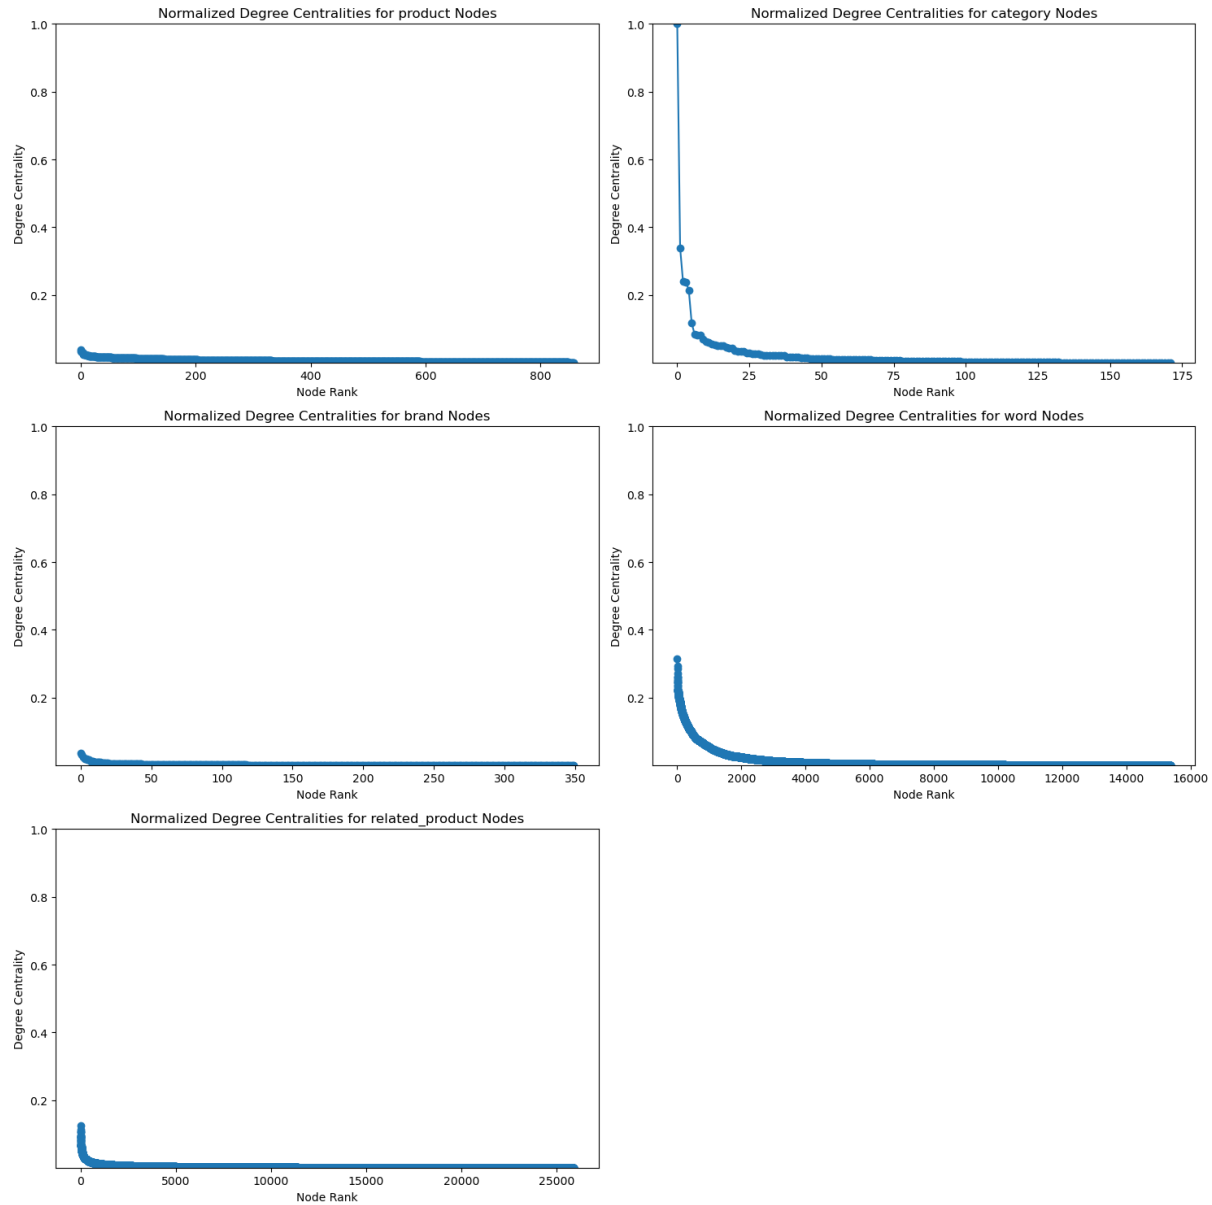 Normalized Degree Centralities for product Nodes
1.0
0.8
0.6
0.4
0.2
Degree Centrality
0 200 400 600 800
Node Rank
Normalized Degree Centralities for category Nodes
1.0
0.8
0.6
0.4
0.2
Degree Centrality
0 25 50 75 100 125 150 175
Node Rank
Normalized Degree Centralities for brand Nodes
1.0
0.8
0.6
0.4
0.2
Degree Centrality
0 50 100 150 200 250 300 350
Node Rank
Normalized Degree Centralities for word Nodes
1.0
0.8
0.6
0.4
0.2
Degree Centrality
0 2000 4000 6000 8000 10000 12000 14000 16000
Node Rank
Normalized Degree Centralities for related_product Nodes
1.0
0.8
0.6
0.4
0.2
Degree Centrality
0 5000 10000 15000 20000 25000
Node Rank